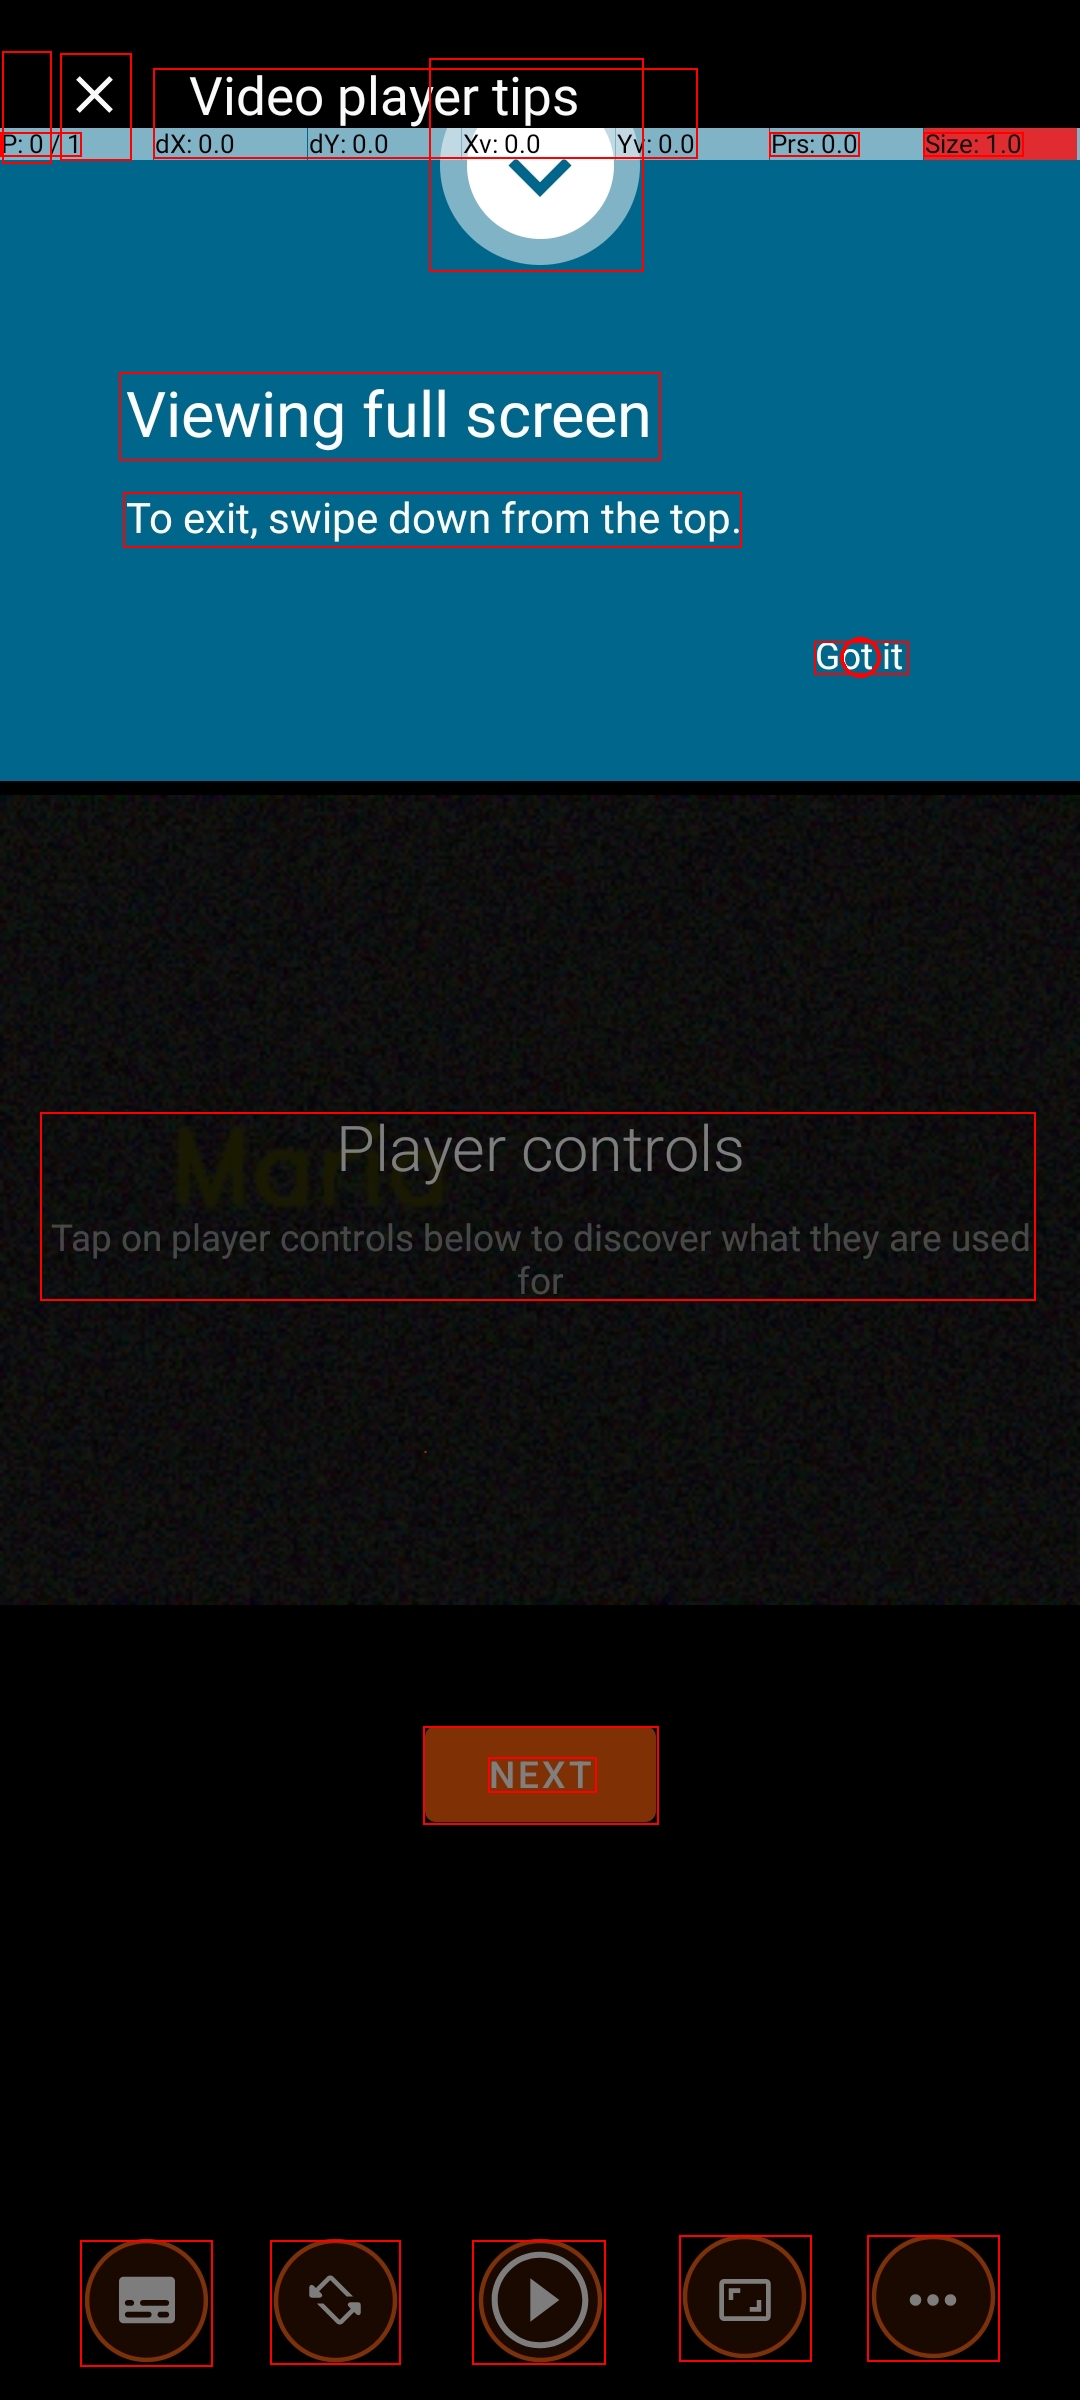 Video player tips
P: 0 / 1 dX: 0.0 dY: 0.0 Xv: 0.0 Yv: 0.0 Prs: 0.0 Size: 1.0
Viewing full screen
To exit, swipe down from the top.
Got it
Player controls
Tap on player controls below to discover what they are used
for
NEXT